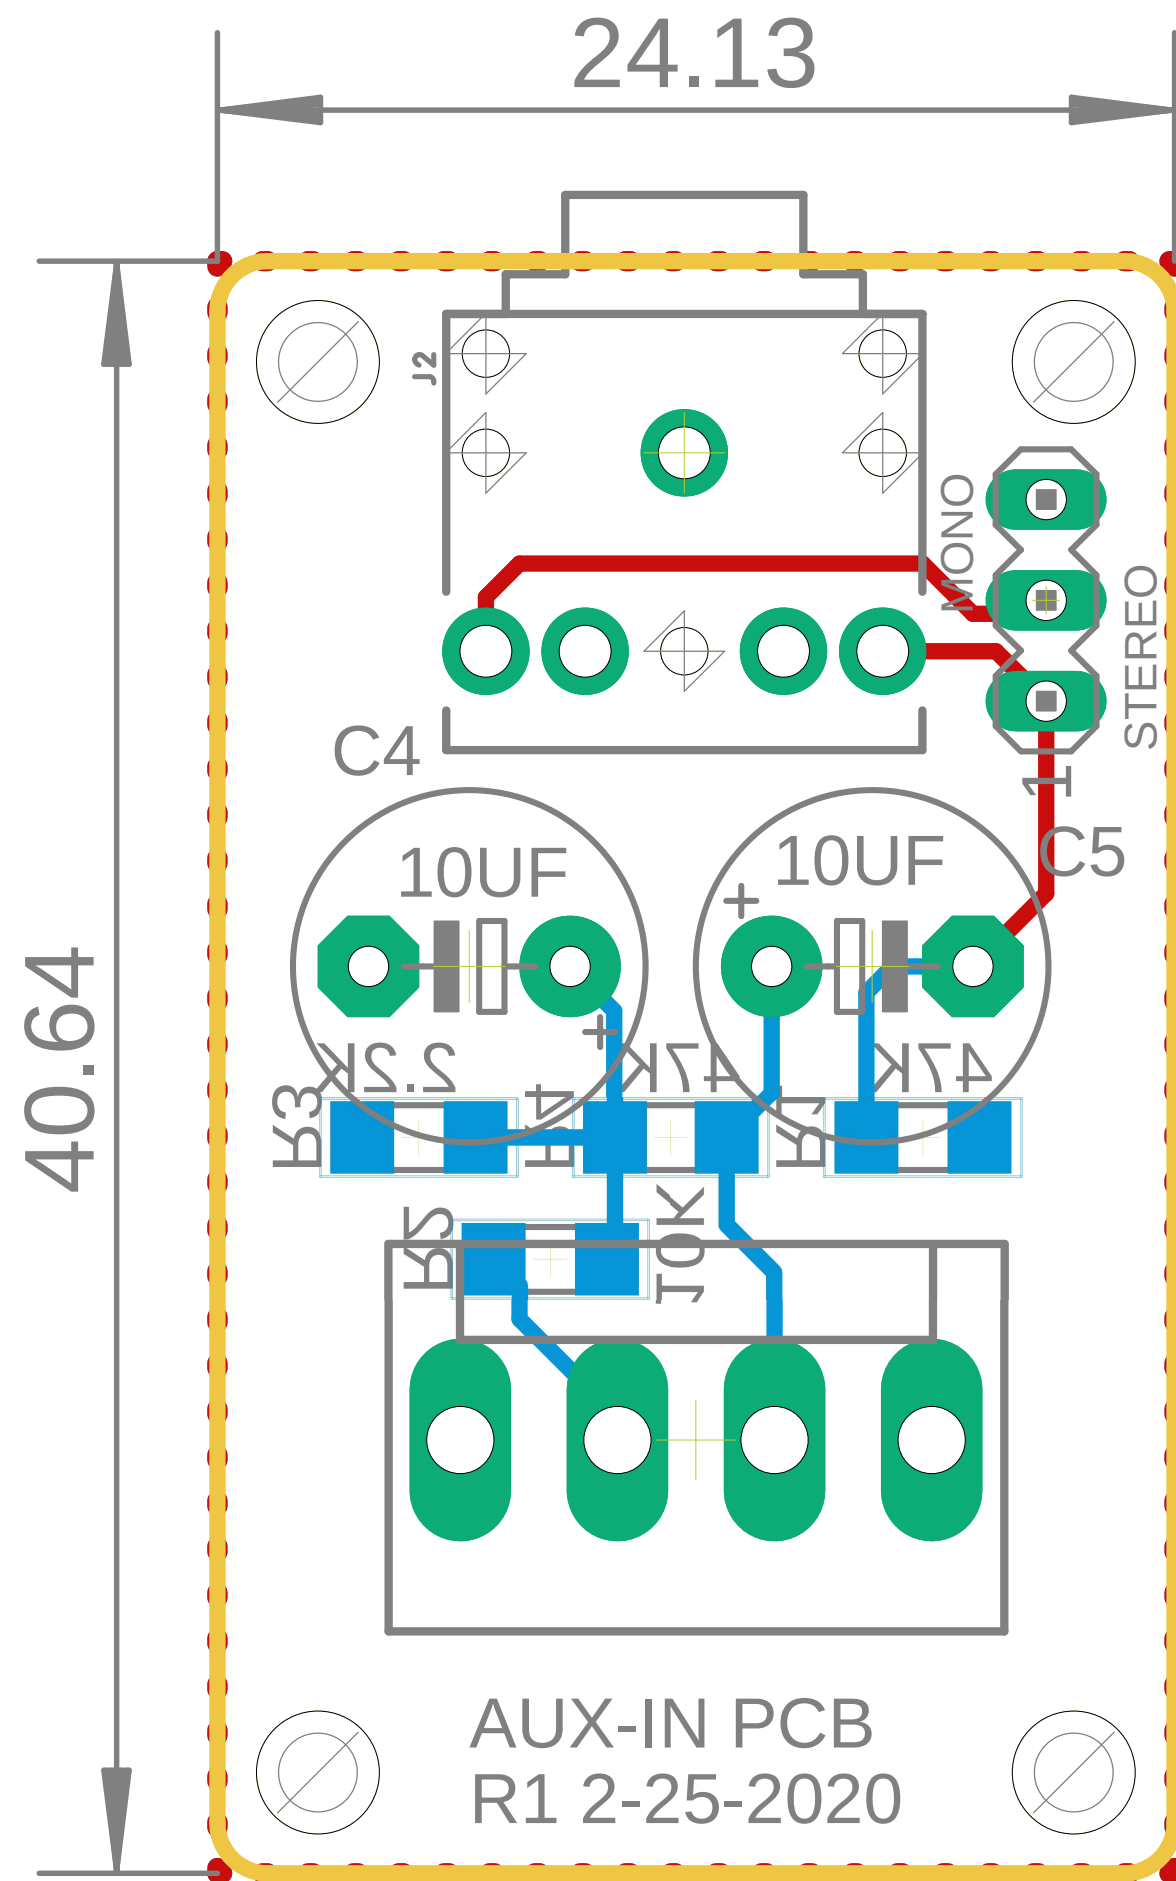 24.13
J2
MONO
STEREO
1
C4
10UF
10UF
C5
+
+
40.64
2.2K
47K
47K
R3
R4
R1
R2
10K
AUX-IN PCB
R1 2-25-2020